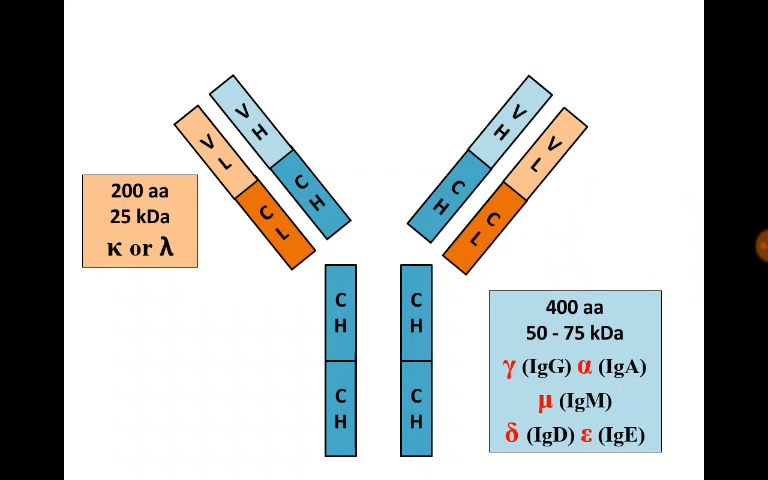 VH
VL
CH
CL
VH
VL
CH
CL
200 aa
25 kDa
κ or λ
CH
CH
CH
CH
400 aa
50 - 75 kDa
γ (IgG) α (IgA)
μ (IgM)
δ (IgD) ε (IgE)